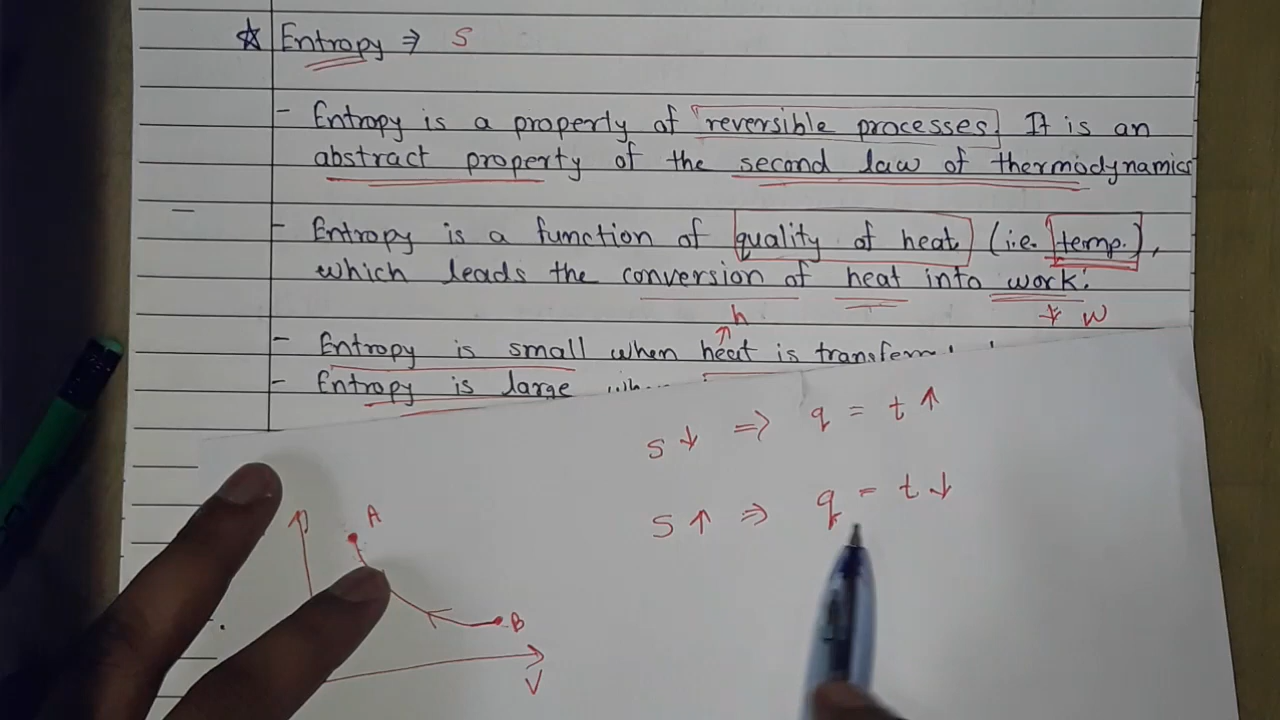 ☆ Entropy ⇒ S
- Entropy is a property of reversible processes. It is an
abstract property of the second law of thermodynamics
- Entropy is a function of quality of heat (i.e. temp.),
which leads the conversion of heat into work.
h
w
- Entropy is small when heat is
- Entropy is large
S ↓ ⇒ q = t ↑
S ↑ ⇒ q = t ↓
A
B
V